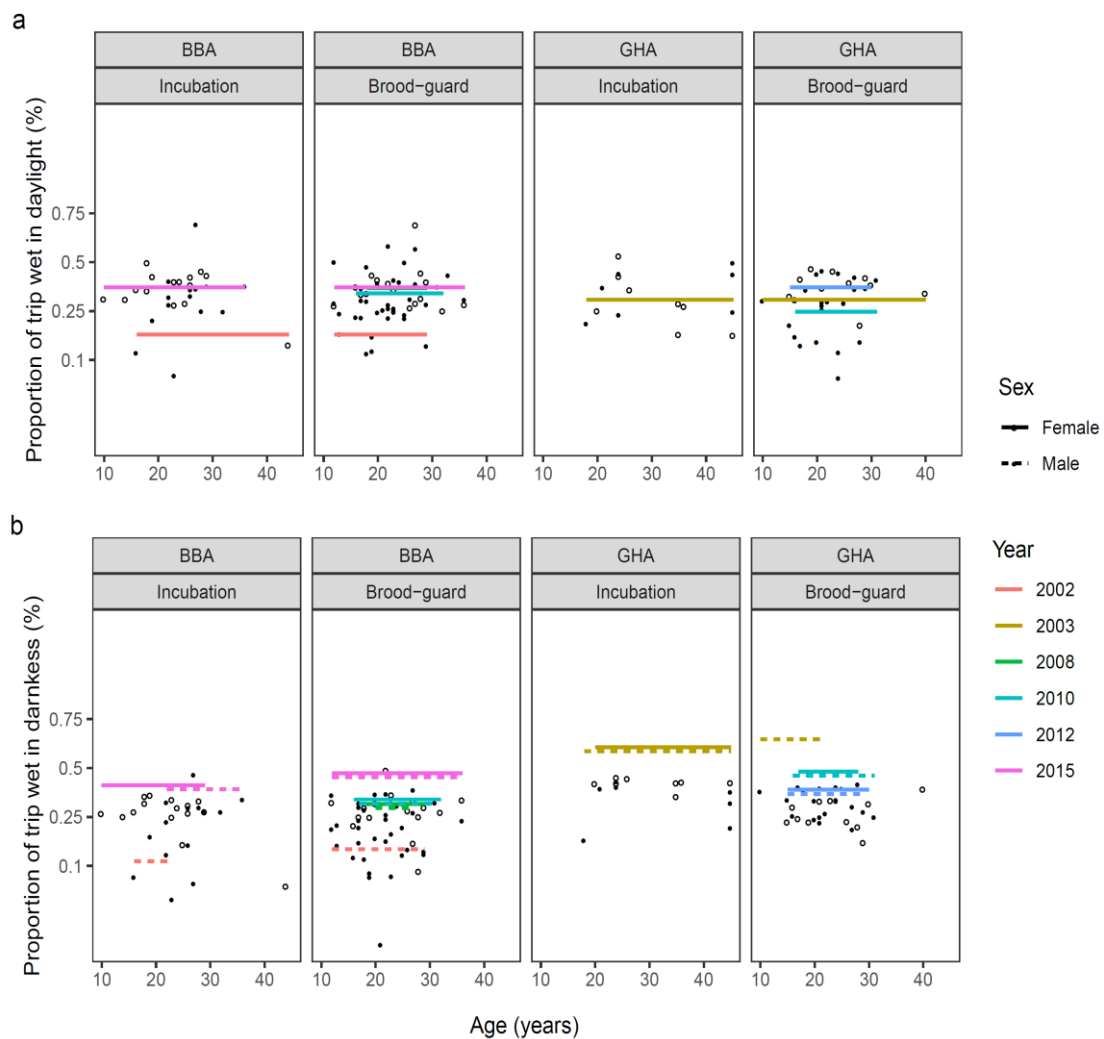 a
BBA BBA GHA GHA
Incubation Brood−guard Incubation Brood−guard
Proportion of trip wet in daylight (%)
0.75
0.5
0.25
0.1
10 20 30 40 10 20 30 40 10 20 30 40 10 20 30 40
Sex
Female
Male
b
BBA BBA GHA GHA
Incubation Brood−guard Incubation Brood−guard
Proportion of trip wet in darnkess (%)
0.75
0.5
0.25
0.1
10 20 30 40 10 20 30 40 10 20 30 40 10 20 30 40
Age (years)
Year
2002
2003
2008
2010
2012
2015